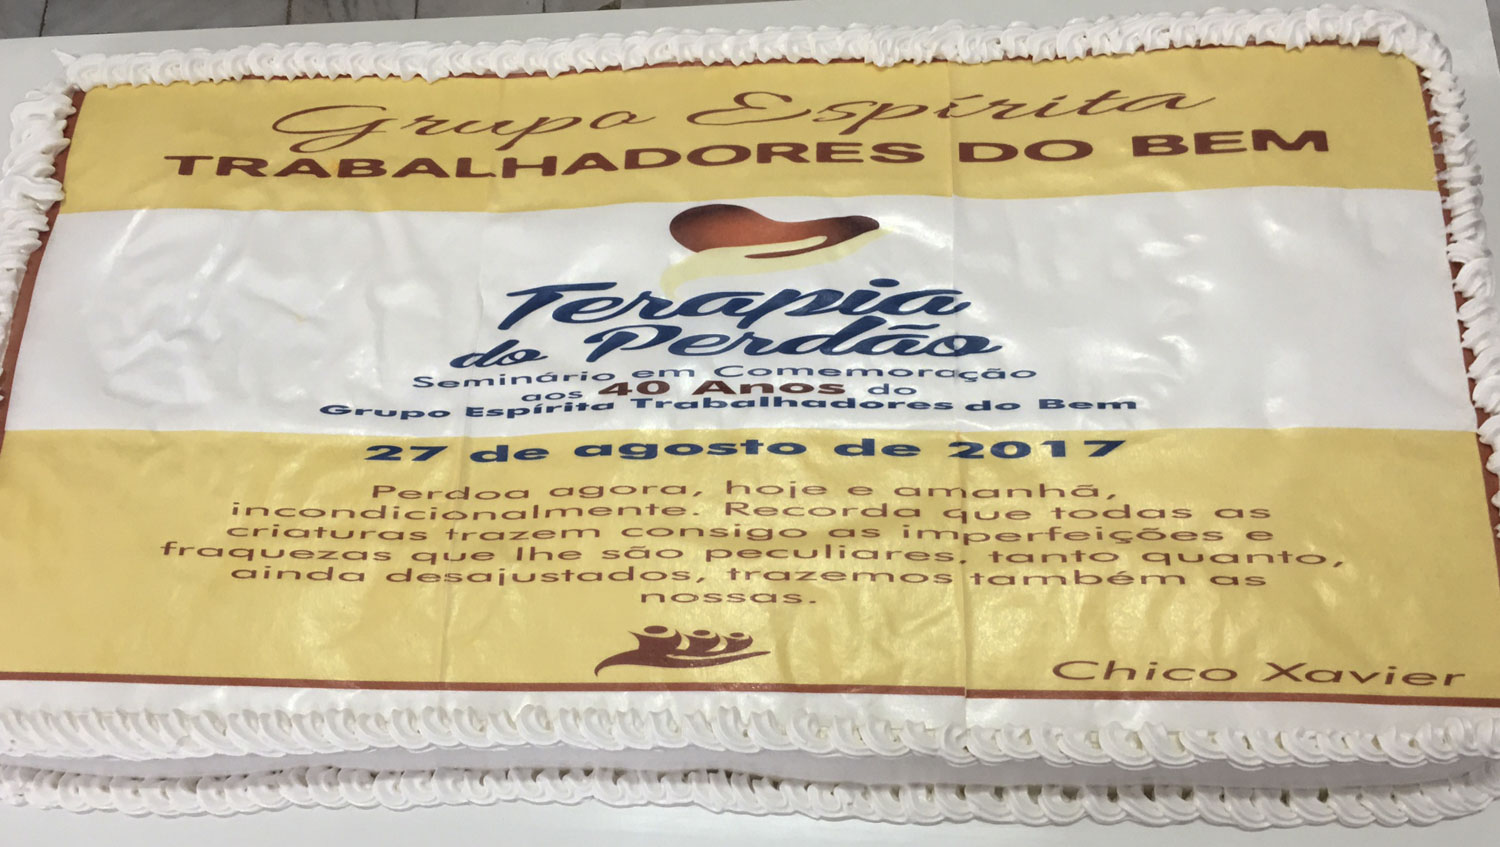 Grupo Espírita
TRABALHADORES DO BEM
Terapia
do Perdão
Seminário em Comemoração
aos 40 Anos do
Grupo Espírita Trabalhadores do Bem
27 de agosto de 2017
Perdoa agora, hoje e amanhã,
incondicionalmente. Recorda que todas as
criaturas trazem consigo as imperfeições e
fraquezas que lhe são peculiares, tanto quanto,
ainda desajustados, trazemos também as
nossas.
Chico Xavier